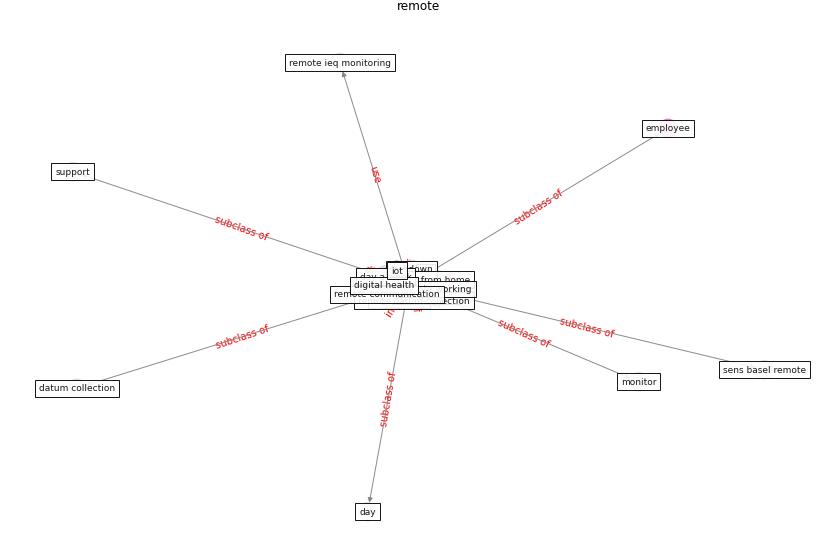 remote
remote ieq monitoring
employee
support
use
subclass of
subclass of
iot
down
day a
from home
digital health
orking
remote communication
ection
in
subclass of
subclass of
subclass of
sens basel remote
monitor
datum collection
subclass of
day